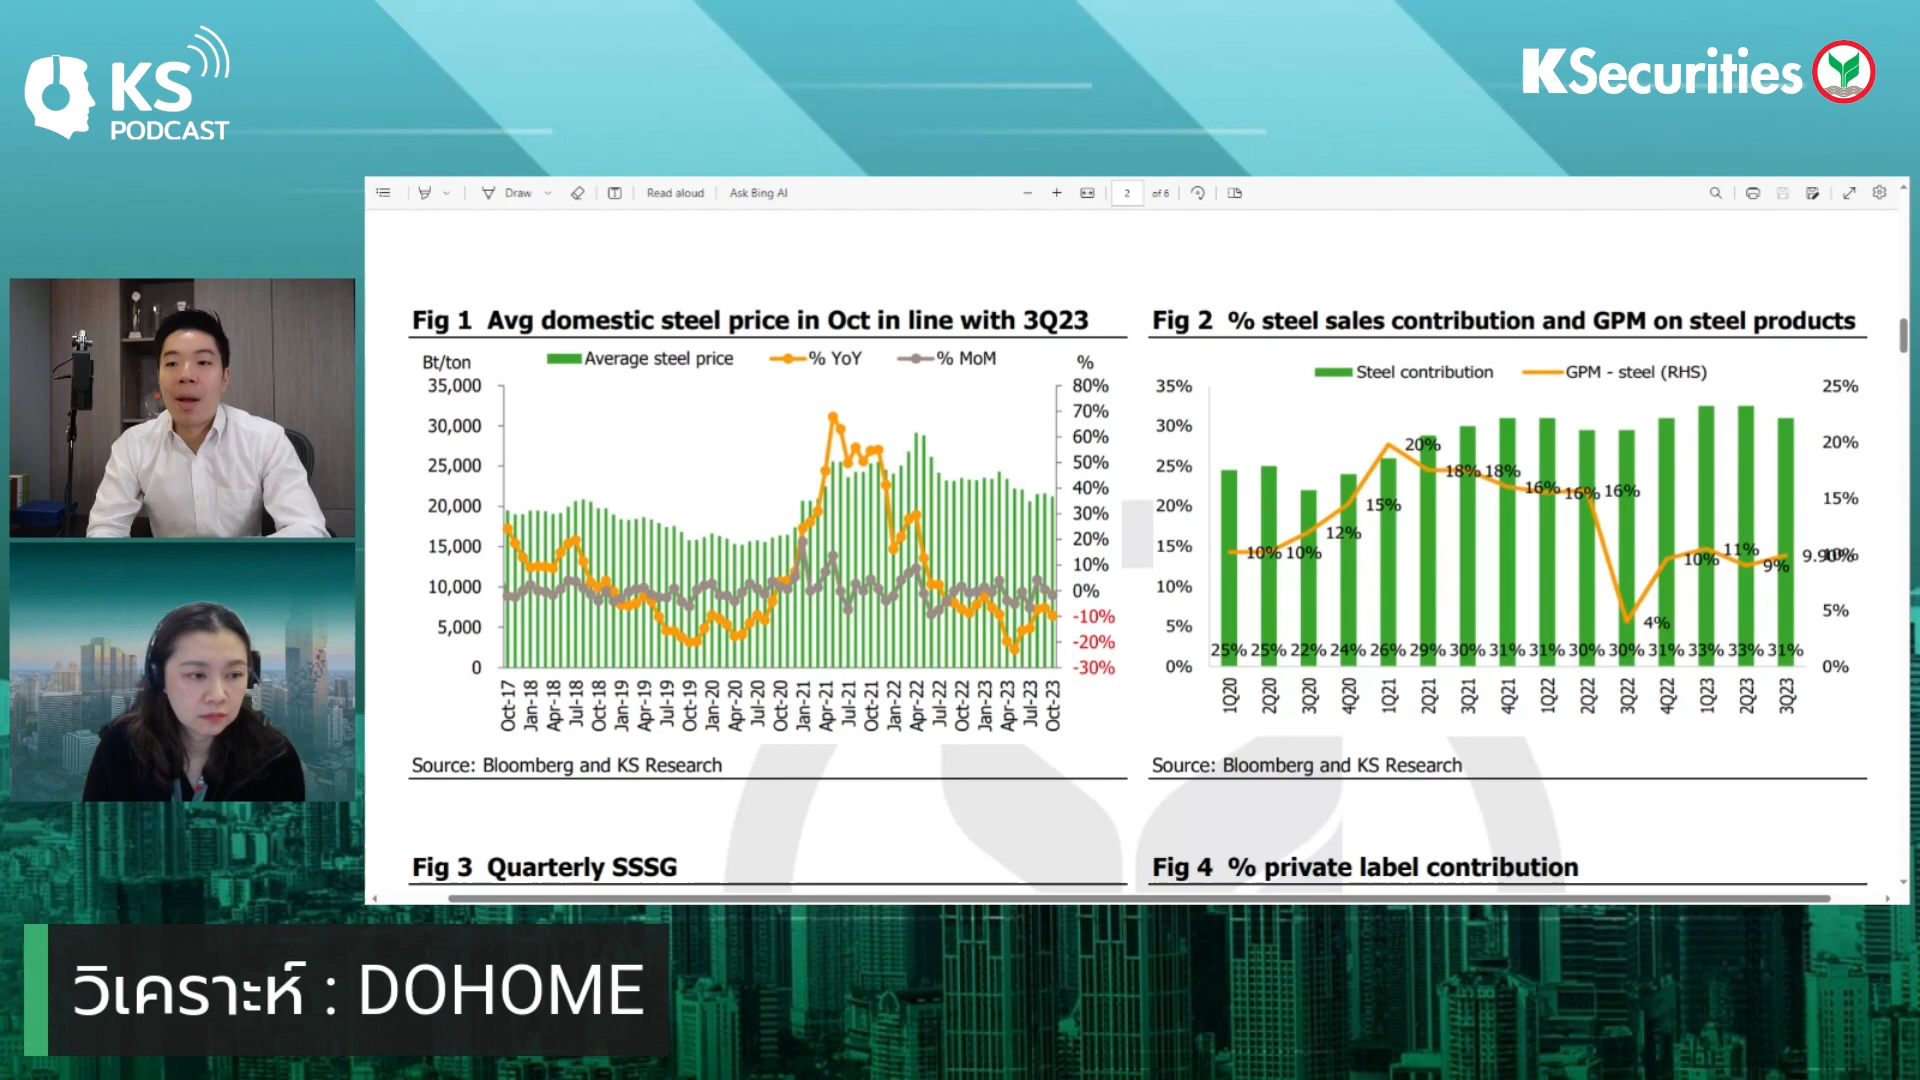 KS
PODCAST
KSecurities
Draw
Read aloud
Ask Bing AI
2
of 6
Fig 1 Avg domestic steel price in Oct in line with 3Q23
Bt/ton
Average steel price
% YoY
% MoM
%
35,000
30,000
25,000
20,000
15,000
10,000
5,000
0
80%
70%
60%
50%
40%
30%
20%
10%
0%
-10%
-20%
-30%
Oct-17
Jan-18
Apr-18
Jul-18
Oct-18
Jan-19
Apr-19
Jul-19
Oct-19
Jan-20
Apr-20
Jul-20
Oct-20
Jan-21
Apr-21
Jul-21
Oct-21
Jan-22
Apr-22
Jul-22
Oct-22
Jan-23
Apr-23
Jul-23
Oct-23
Source: Bloomberg and KS Research
Fig 2 % steel sales contribution and GPM on steel products
Steel contribution
GPM - steel (RHS)
35%
30%
25%
20%
15%
10%
5%
0%
25%
20%
15%
5%
0%
10%
10%
12%
15%
20%
18%
18%
16%
16%
16%
4%
10%
11%
9%
9.90%
10%
25% 25% 22% 24% 26% 29% 30% 31% 31% 30% 30% 31% 33% 33% 31%
1Q20
2Q20
3Q20
4Q20
1Q21
2Q21
3Q21
4Q21
1Q22
2Q22
3Q22
4Q22
1Q23
2Q23
3Q23
Source: Bloomberg and KS Research
Fig 3 Quarterly SSSG
Fig 4 % private label contribution
วิเคราะห์ : DOHOME